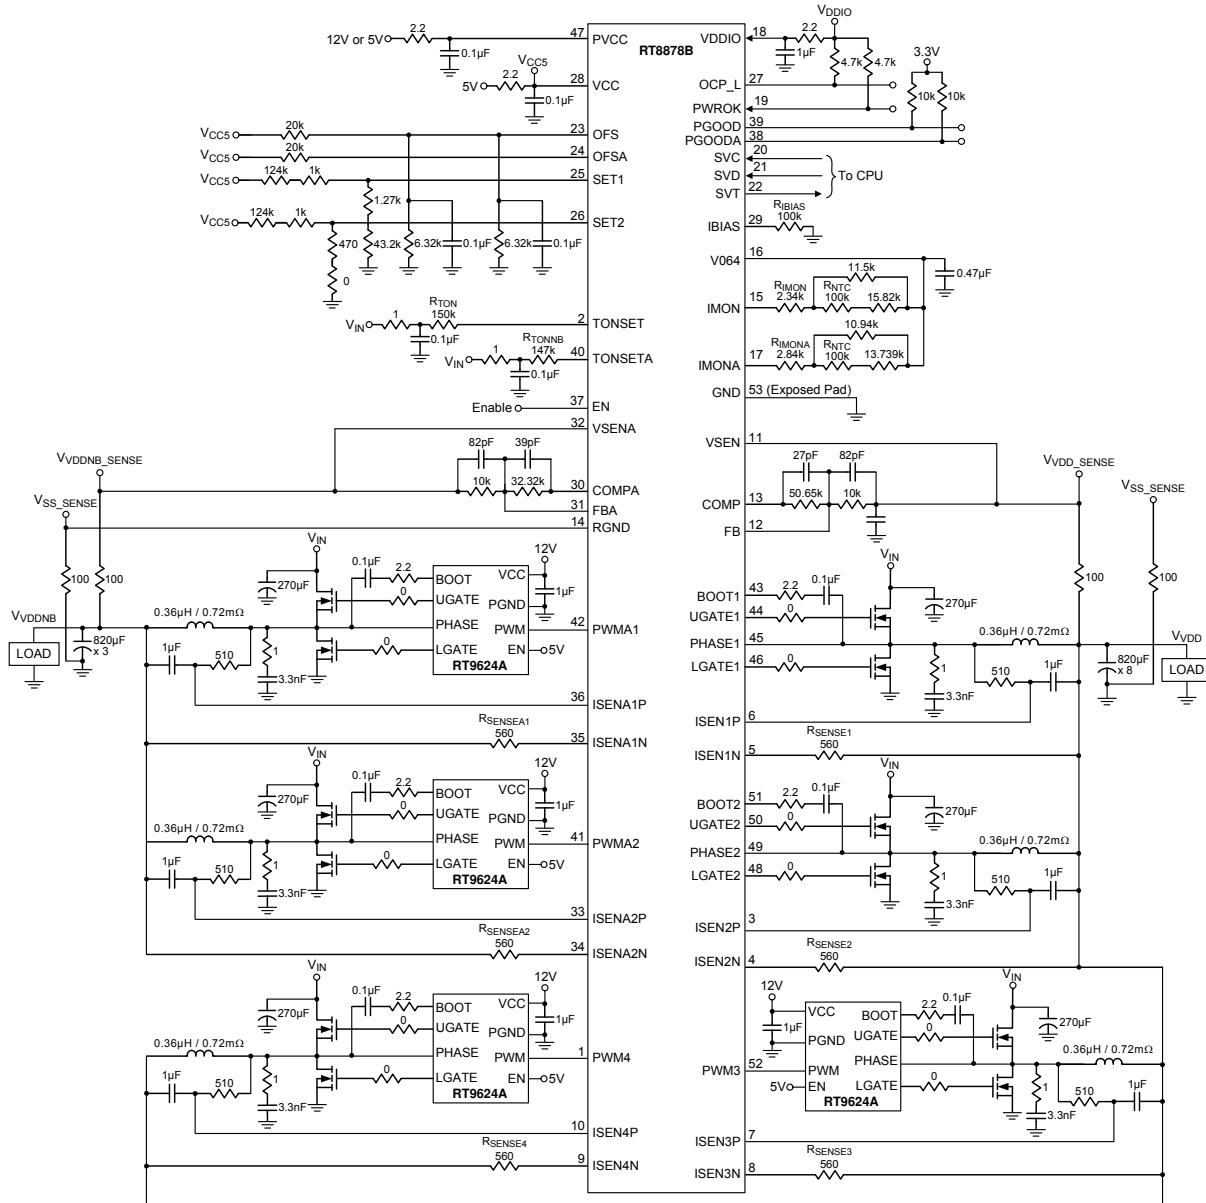 RT8878B
12V or 5V
2.2
0.1µF
47
PVCC
VCC5
5V
2.2
0.1µF
28
VCC
VCC5
20k
23
OFS
VCC5
20k
24
OFSA
VCC5
124k
1k
25
SET1
1.27k
VCC5
124k
1k
26
SET2
470
43.2k
6.32k
0.1µF
6.32k
0.1µF
0
VIN
1
RTON
150k
0.1µF
2
TONSET
VIN
1
RTONNB
147k
0.1µF
40
TONSETA
Enable
37
EN
32
VSENA
VVDDNB_SENSE
82pF
39pF
10k
32.32k
30
COMPA
31
FBA
VSS_SENSE
14
RGND
100
100
VVDDNB
LOAD
820µF
x 3
VIN
270µF
0.1µF
2.2
0
0
BOOT
UGATE
PHASE
LGATE
VCC
PGND
PWM
EN
RT9624A
12V
1µF
5V
42
PWMA1
0.36µH / 0.72mΩ
1µF
510
1
3.3nF
36
ISENA1P
RSENSEA1
560
35
ISENA1N
VIN
270µF
0.1µF
2.2
0
0
BOOT
UGATE
PHASE
LGATE
VCC
PGND
PWM
EN
RT9624A
12V
1µF
5V
41
PWMA2
0.36µH / 0.72mΩ
1µF
510
1
3.3nF
33
ISENA2P
RSENSEA2
560
34
ISENA2N
VIN
270µF
0.1µF
2.2
0
0
BOOT
UGATE
PHASE
LGATE
VCC
PGND
PWM
EN
RT9624A
12V
1µF
5V
1
PWM4
0.36µH / 0.72mΩ
1µF
510
1
3.3nF
10
ISEN4P
RSENSE4
560
9
ISEN4N
VDDIO
VDDIO
18
2.2
1µF
4.7k
4.7k
3.3V
OCP_L
27
PWROK
19
10k
10k
PGOOD
39
PGOODA
38
SVC
20
SVD
21
SVT
22
To CPU
IBIAS
29
RIBIAS
100k
V064
16
0.47µF
11.5k
IMON
15
RIMON
2.34k
RNTC
100k
15.82k
10.94k
IMONA
17
RIMONA
2.84k
RNTC
100k
13.739k
GND
53 (Exposed Pad)
VSEN
11
VVDD_SENSE
27pF
82pF
COMP
13
50.65k
10k
FB
12
VSS_SENSE
100
100
VIN
270µF
BOOT1
43
2.2
0.1µF
UGATE1
44
0
PHASE1
45
LGATE1
46
0
0.36µH / 0.72mΩ
1
3.3nF
510
1µF
VVDD
820µF
x 8
LOAD
ISEN1P
6
ISEN1N
5
RSENSE1
560
VIN
270µF
BOOT2
51
2.2
0.1µF
UGATE2
50
0
PHASE2
49
LGATE2
48
0
0.36µH / 0.72mΩ
1
3.3nF
510
1µF
ISEN2P
3
ISEN2N
4
RSENSE2
560
12V
1µF
VCC
PGND
PWM
EN
BOOT
UGATE
PHASE
LGATE
RT9624A
PWM3
52
5V
2.2
0.1µF
0
0
VIN
270µF
0.36µH / 0.72mΩ
1
3.3nF
510
1µF
ISEN3P
7
ISEN3N
8
RSENSE3
560